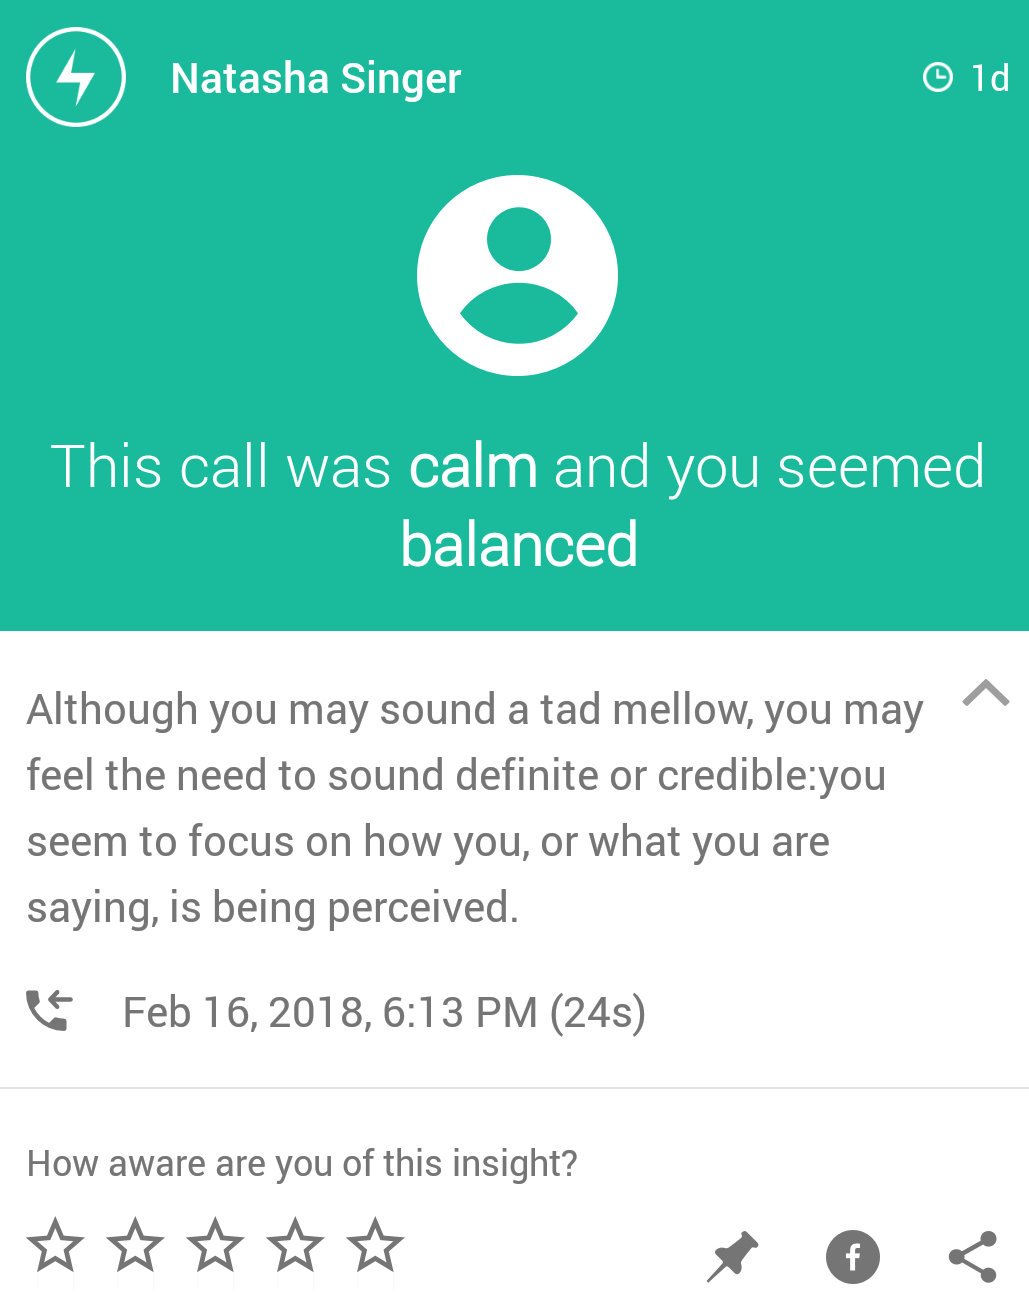 Natasha Singer
1d
This call was calm and you seemed
balanced
Although you may sound a tad mellow, you may
feel the need to sound definite or credible:you
seem to focus on how you, or what you are
saying, is being perceived.
Feb 16, 2018, 6:13 PM (24s)
How aware are you of this insight?
f